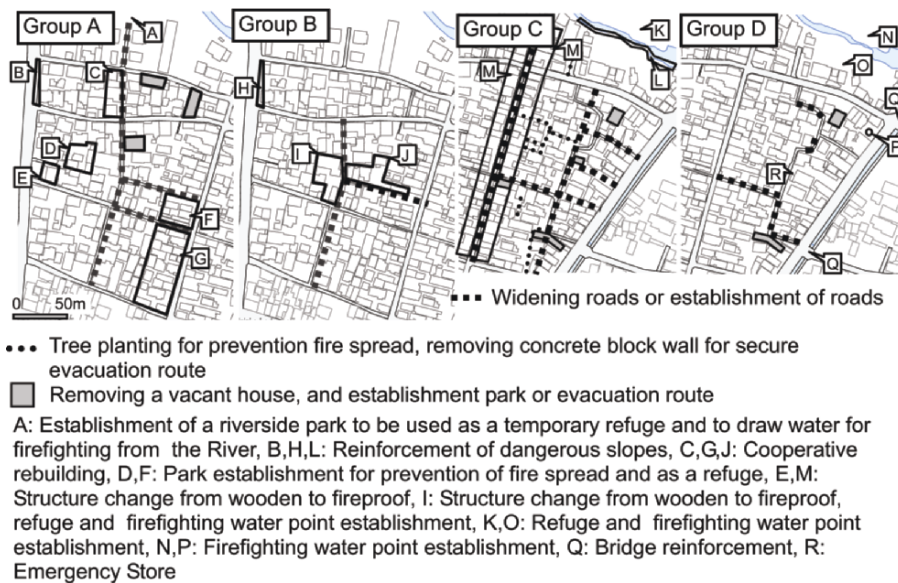 Group A
Group B
Group C
Group D
A
B
C
D
E
F
G
H
I
J
K
M
M
L
N
O
Q
P
R
Q
0 50m
Widening roads or establishment of roads
Tree planting for prevention fire spread, removing concrete block wall for secure
evacuation route
Removing a vacant house, and establishment park or evacuation route
A: Establishment of a riverside park to be used as a temporary refuge and to draw water for
firefighting from the River, B,H,L: Reinforcement of dangerous slopes, C,G,J: Cooperative
rebuilding, D,F: Park establishment for prevention of fire spread and as a refuge, E,M:
Structure change from wooden to fireproof, I: Structure change from wooden to fireproof,
refuge and firefighting water point establishment, K,O: Refuge and firefighting water point
establishment, N,P: Firefighting water point establishment, Q: Bridge reinforcement, R:
Emergency Store